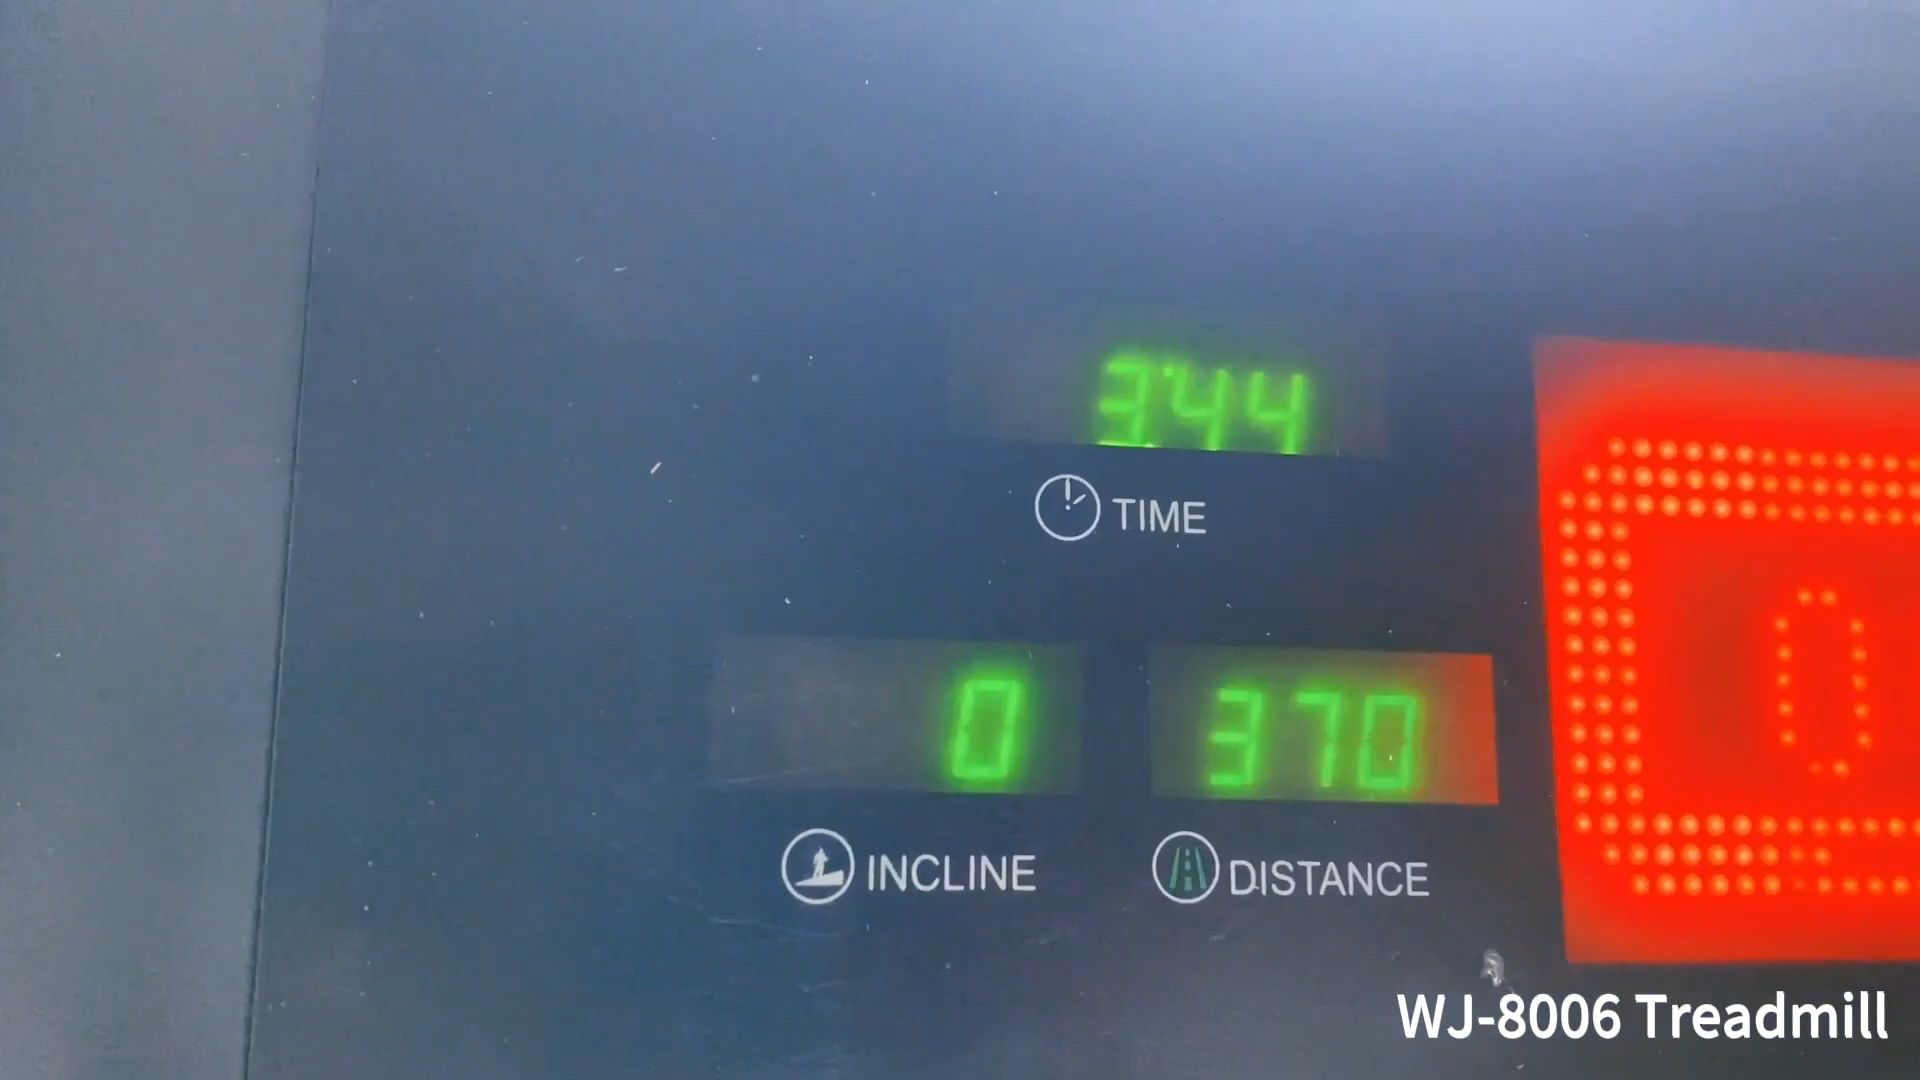 3:44
TIME
0
370
0
INCLINE
DISTANCE
WJ-8006 Treadmill